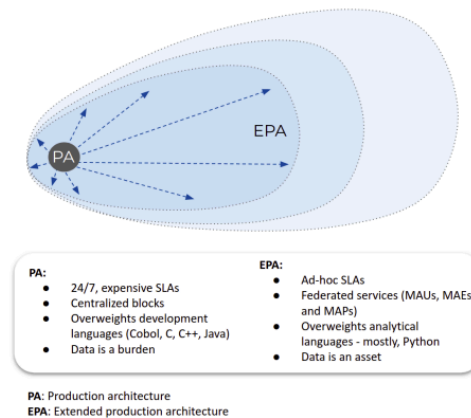 PA
EPA
PA:
● 24/7, expensive SLAs
● Centralized blocks
● Overweights development
languages (Cobol, C, C++, Java)
● Data is a burden
EPA:
● Ad-hoc SLAs
● Federated services (MAUs, MAEs
and MAPs)
● Overweights analytical
languages - mostly, Python
● Data is an asset
PA: Production architecture
EPA: Extended production architecture